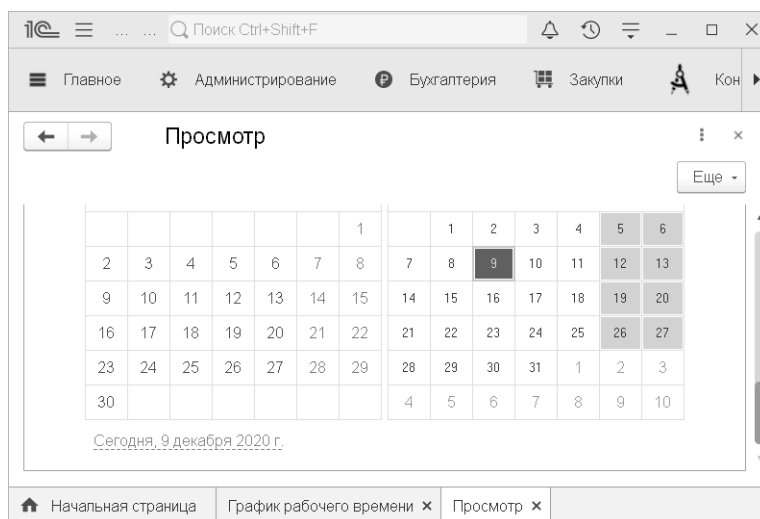 1С ... ... Поиск Ctrl+Shift+F
Главное Администрирование Бухгалтерия Закупки Кон
Просмотр
Еще
1 1 2 3 4 5 6
2 3 4 5 6 7 8 7 8 9 10 11 12 13
9 10 11 12 13 14 15 14 15 16 17 18 19 20
16 17 18 19 20 21 22 21 22 23 24 25 26 27
23 24 25 26 27 28 29 28 29 30 31 1 2 3
30 4 5 6 7 8 9 10
Сегодня, 9 декабря 2020 г.
Начальная страница График рабочего времени Просмотр